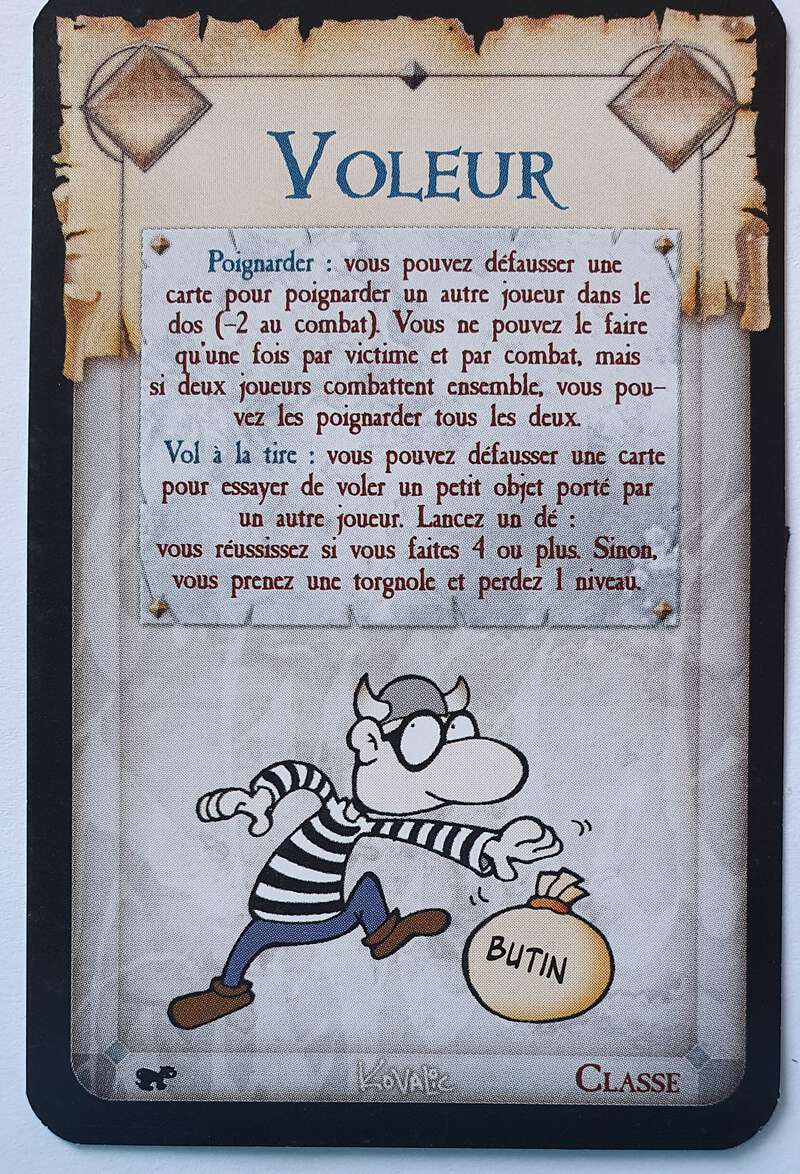 VOLEUR
Poignarder : vous pouvez défausser une
carte pour poignarder un autre joueur dans le
dos (–2 au combat). Vous ne pouvez le faire
qu'une fois par victime et par combat, mais
si deux joueurs combattent ensemble, vous pou–
vez les poignarder tous les deux.
Vol à la tire : vous pouvez défausser une carte
pour essayer de voler un petit objet porté par
un autre joueur. Lancez un dé :
vous réussissez si vous faites 4 ou plus. Sinon,
vous prenez une torgnole et perdez 1 niveau.
BUTIN
KOVALIC
CLASSE